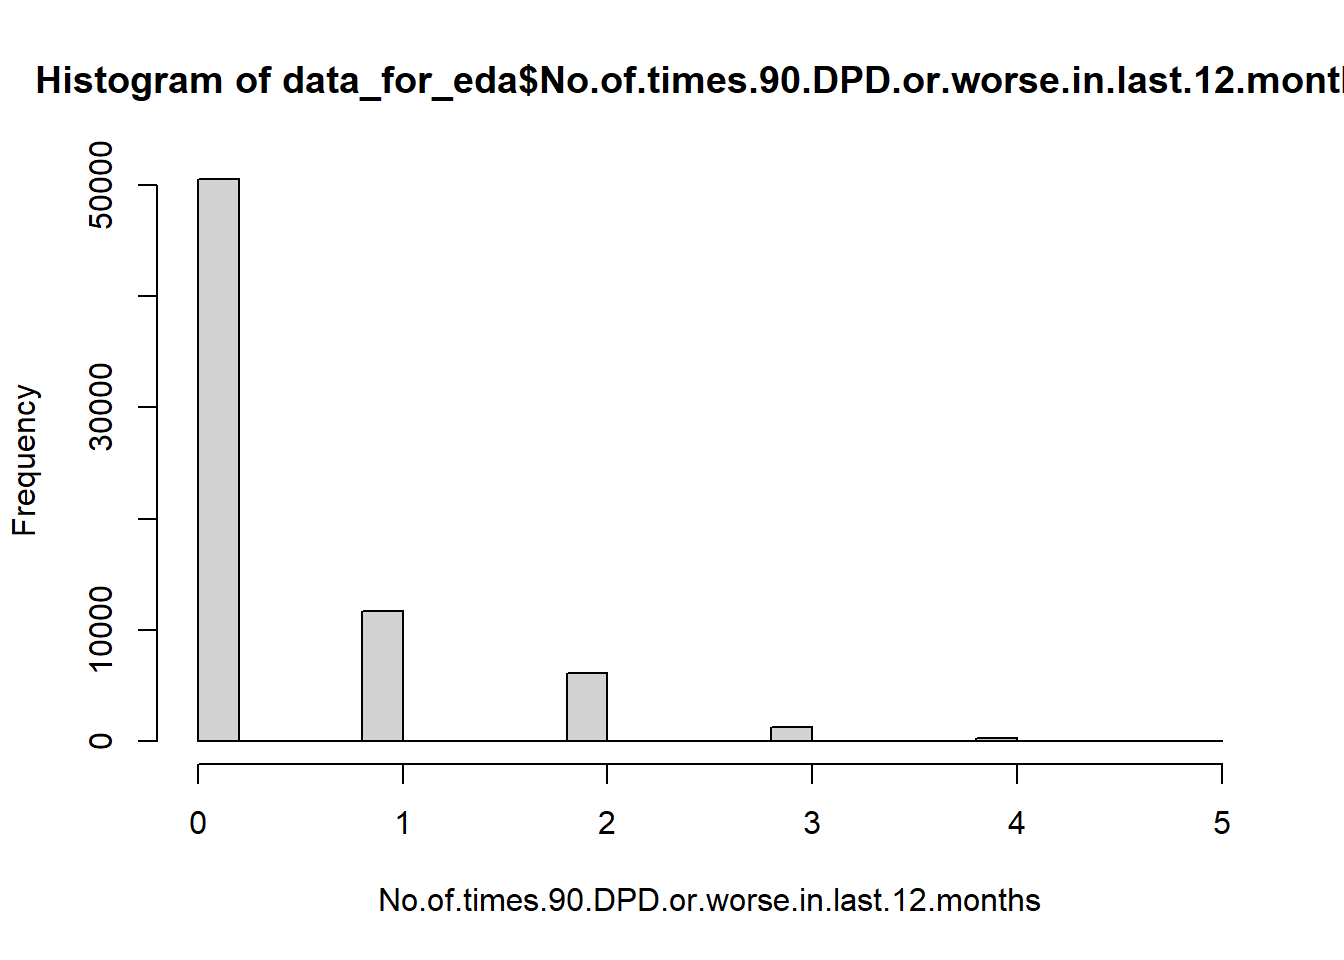 Histogram of data_for_eda$No.of.times.90.DPD.or.worse.in.last.12.mont
Frequency
50000
30000
10000
0
0 1 2 3 4 5
No.of.times.90.DPD.or.worse.in.last.12.months